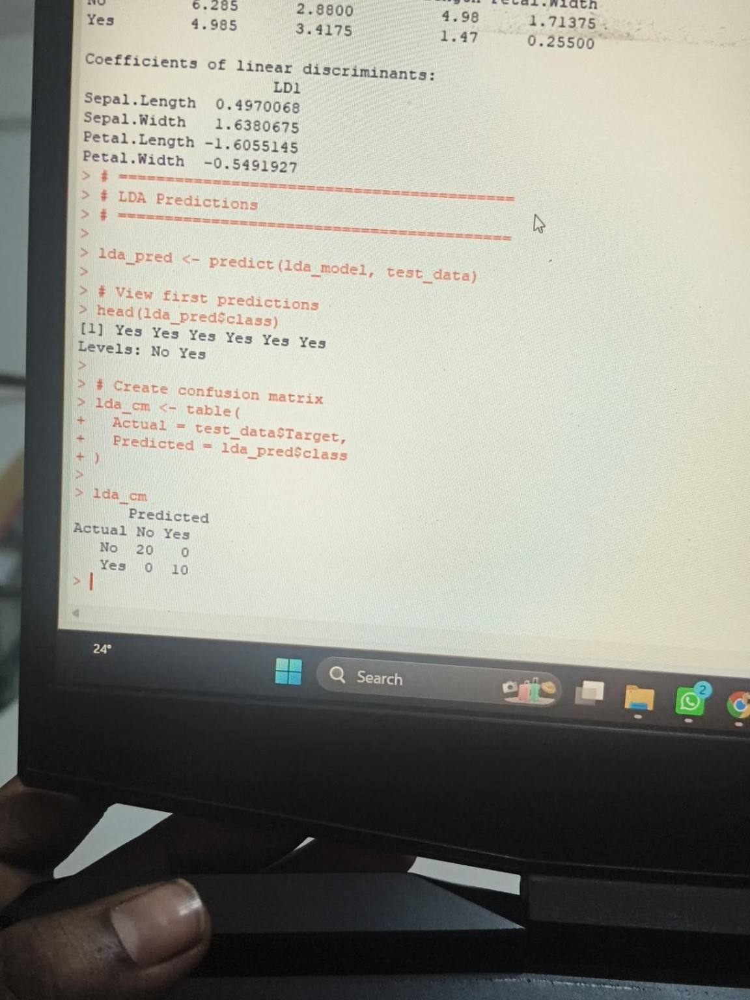 No 6.285 2.8800 4.98 1.71375
Yes 4.985 3.4175 1.47 0.25500
Coefficients of linear discriminants:
LD1
Sepal.Length 0.4970068
Sepal.Width 1.6380675
Petal.Length -1.6055145
Petal.Width -0.5491927
> # ==========================================
> # LDA Predictions
> # ==========================================
>
> lda_pred <- predict(lda_model, test_data)
>
> # View first predictions
> head(lda_pred$class)
[1] Yes Yes Yes Yes Yes Yes
Levels: No Yes
>
> # Create confusion matrix
> lda_cm <- table(
+ Actual = test_data$Target,
+ Predicted = lda_pred$class
+ )
>
> lda_cm
Predicted
Actual No Yes
No 20 0
Yes 0 10
>
24°
Search
2